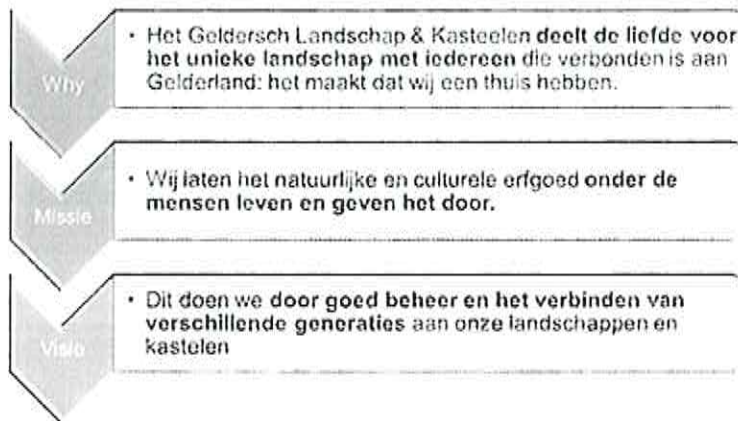 Why
• Het Geldersch Landschap & Kasteelen deelt de liefde voor
het unieke landschap met iedereen die verbonden is aan
Gelderland: het maakt dat wij een thuis hebben.
Missie
• Wij laten het natuurlijke en culturele erfgoed onder de
mensen leven en geven het door.
Visie
• Dit doen we door goed beheer en het verbinden van
verschillende generaties aan onze landschappen en
kastelen